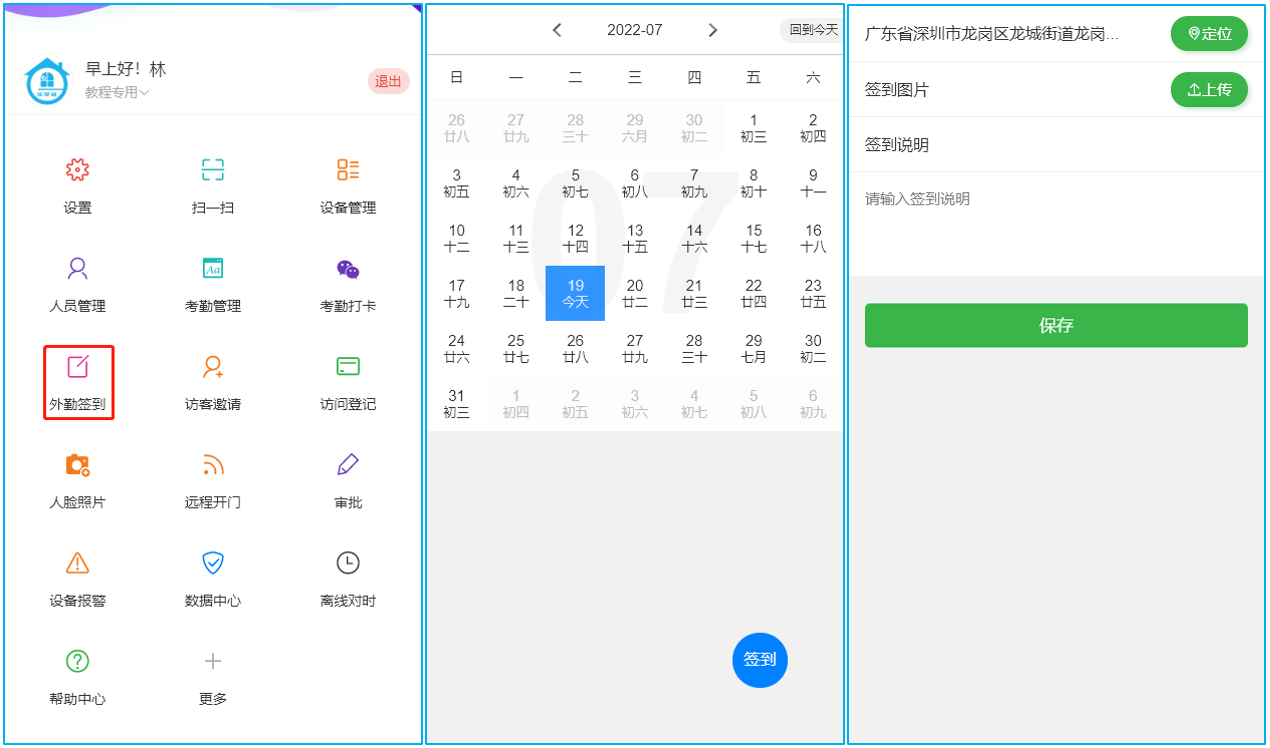 早上好！林
教程专用
退出
设置
扫一扫
设备管理
Aa
人员管理
考勤管理
考勤打卡
外勤签到
访客邀请
访问登记
人脸照片
远程开门
审批
设备报警
数据中心
离线对时
帮助中心
更多
2022-07
回到今天
日 一 二 三 四 五 六
26 27 28 29 30 1 2
廿八 廿九 三十 六月 初二 初三 初四
3 4 5 6 7 8 9
初五 初六 初七 初八 初九 初十 十一
10 11 12 13 14 15 16
十二 十三 十四 十五 十六 十七 十八
17 18 19 20 21 22 23
十九 二十 今天 廿二 廿三 廿四 廿五
24 25 26 27 28 29 30
廿六 廿七 廿八 廿九 三十 七月 初二
31 1 2 3 4 5 6
初三 初四 初五 初六 初七 初八 初九
07
签到
广东省深圳市龙岗区龙城街道龙岗...
定位
签到图片
上传
签到说明
请输入签到说明
保存